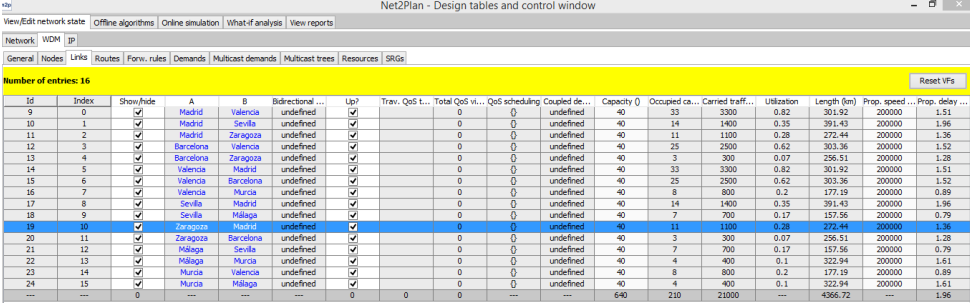 n2p Net2Plan - Design tables and control window
View/Edit network state Offline algorithms Online simulation What-if analysis View reports
Network WDM IP
General Nodes Links Routes Forw. rules Demands Multicast demands Multicast trees Resources SRGs
Number of entries: 16 Reset VFs
Id Index Show/hide A B Bidirectional ... Up? Trav. QoS t... Total QoS vi... QoS scheduling Coupled de... Capacity () Occupied ca... Carried traff... Utilization Length (km) Prop. speed ... Prop. delay ...
9 0 Madrid Valencia undefined 0 {} undefined 40 33 3300 0.82 301.92 200000 1.51
10 1 Madrid Sevilla undefined 0 {} undefined 40 14 1400 0.35 391.43 200000 1.96
11 2 Madrid Zaragoza undefined 0 {} undefined 40 11 1100 0.28 272.44 200000 1.36
12 3 Barcelona Valencia undefined 0 {} undefined 40 25 2500 0.62 303.36 200000 1.52
13 4 Barcelona Zaragoza undefined 0 {} undefined 40 3 300 0.07 256.51 200000 1.28
14 5 Valencia Madrid undefined 0 {} undefined 40 33 3300 0.82 301.92 200000 1.51
15 6 Valencia Barcelona undefined 0 {} undefined 40 25 2500 0.62 303.36 200000 1.52
16 7 Valencia Murcia undefined 0 {} undefined 40 8 800 0.2 177.19 200000 0.89
17 8 Sevilla Madrid undefined 0 {} undefined 40 14 1400 0.35 391.43 200000 1.96
18 9 Sevilla Málaga undefined 0 {} undefined 40 7 700 0.17 157.56 200000 0.79
19 10 Zaragoza Madrid undefined 0 {} undefined 40 11 1100 0.28 272.44 200000 1.36
20 11 Zaragoza Barcelona undefined 0 {} undefined 40 3 300 0.07 256.51 200000 1.28
21 12 Málaga Sevilla undefined 0 {} undefined 40 7 700 0.17 157.56 200000 0.79
22 13 Málaga Murcia undefined 0 {} undefined 40 4 400 0.1 322.94 200000 1.61
23 14 Murcia Valencia undefined 0 {} undefined 40 8 800 0.2 177.19 200000 0.89
24 15 Murcia Málaga undefined 0 {} undefined 40 4 400 0.1 322.94 200000 1.61
--- --- 0 --- --- --- 0 0 0 --- --- 640 210 21000 --- 4366.72 --- 1.96